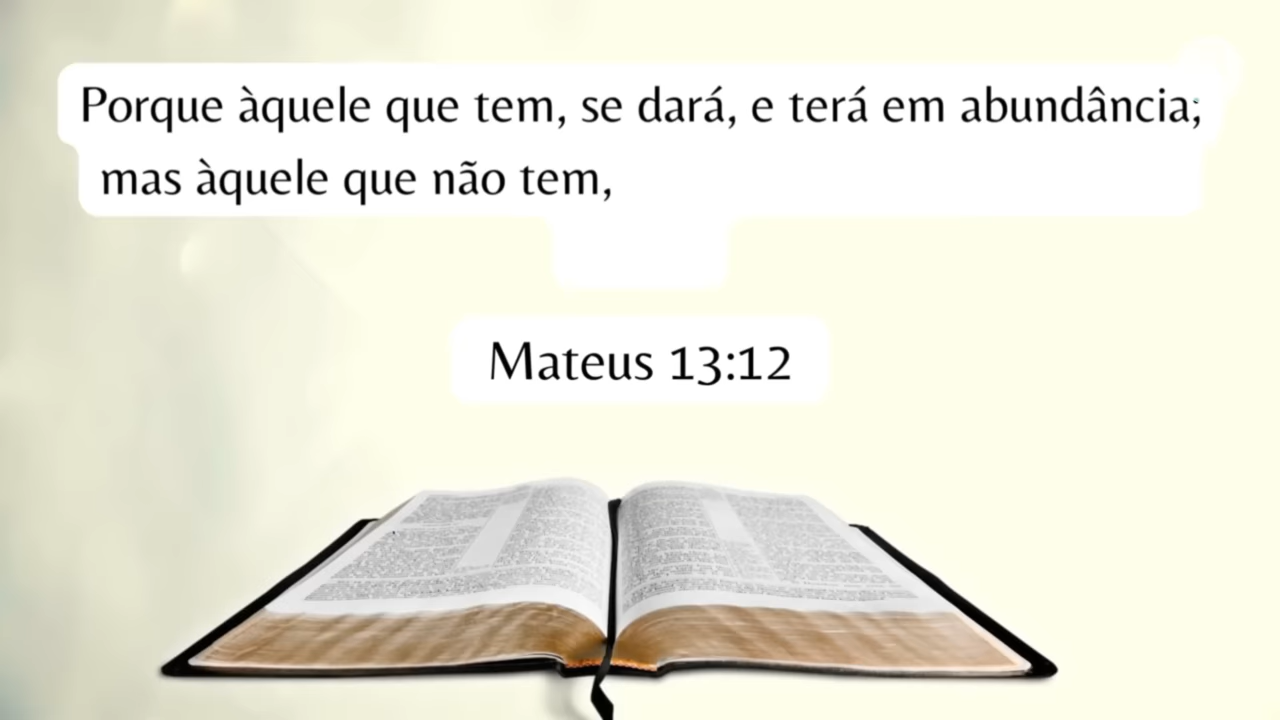 Porque àquele que tem, se dará, e terá em abundância;
mas àquele que não tem,
Mateus 13:12